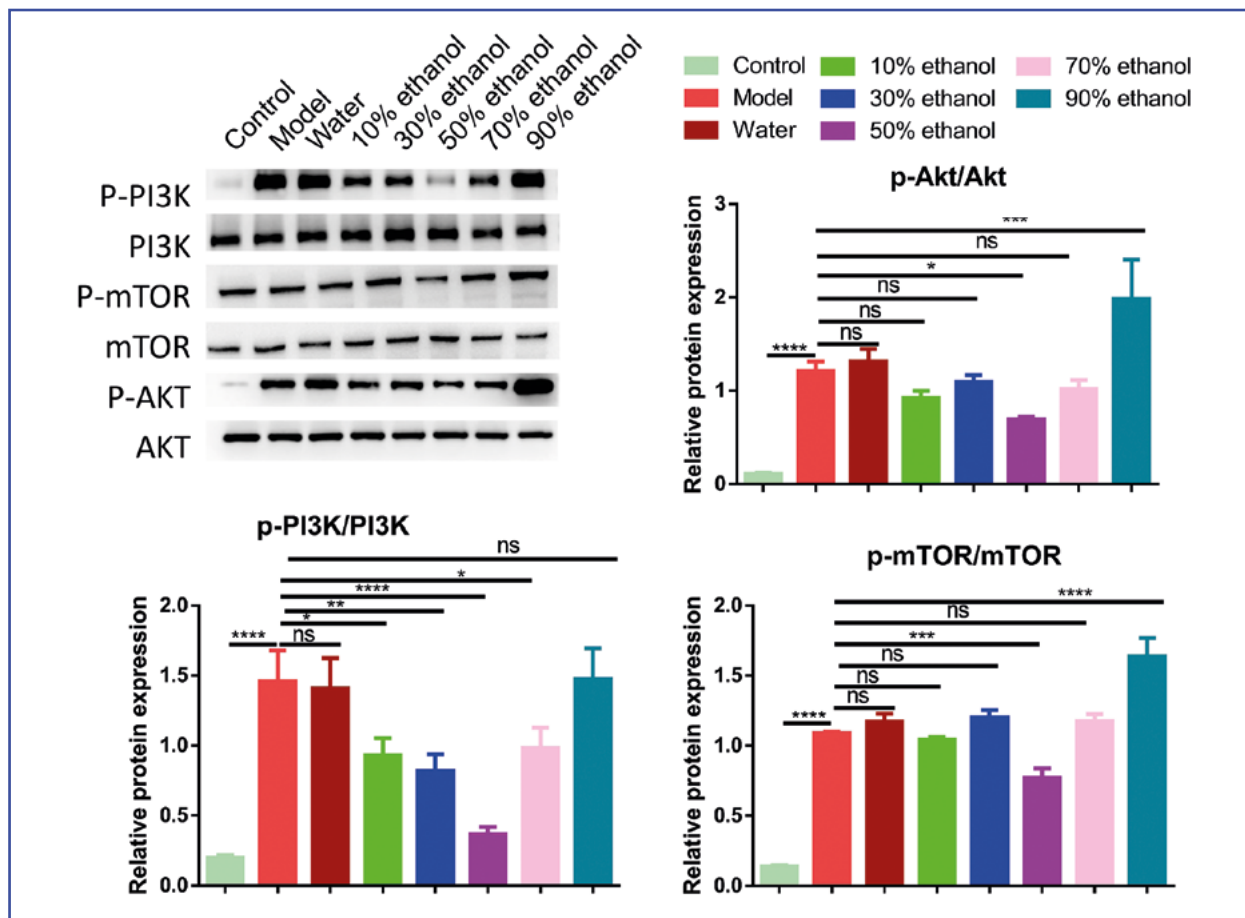 Control
Model
Water
10% ethanol
30% ethanol
50% ethanol
70% ethanol
90% ethanol
P-PI3K
PI3K
P-mTOR
mTOR
P-AKT
AKT
Control
Model
Water
10% ethanol
30% ethanol
50% ethanol
70% ethanol
90% ethanol
p-Akt/Akt
Relative protein expression
3
2
1
0
***
ns
*
ns
ns
ns
****
p-PI3K/PI3K
Relative protein expression
2.0
1.5
1.0
0.5
0.0
ns
*
****
**
*
ns
****
p-mTOR/mTOR
Relative protein expression
2.0
1.5
1.0
0.5
0.0
****
ns
***
ns
ns
ns
****